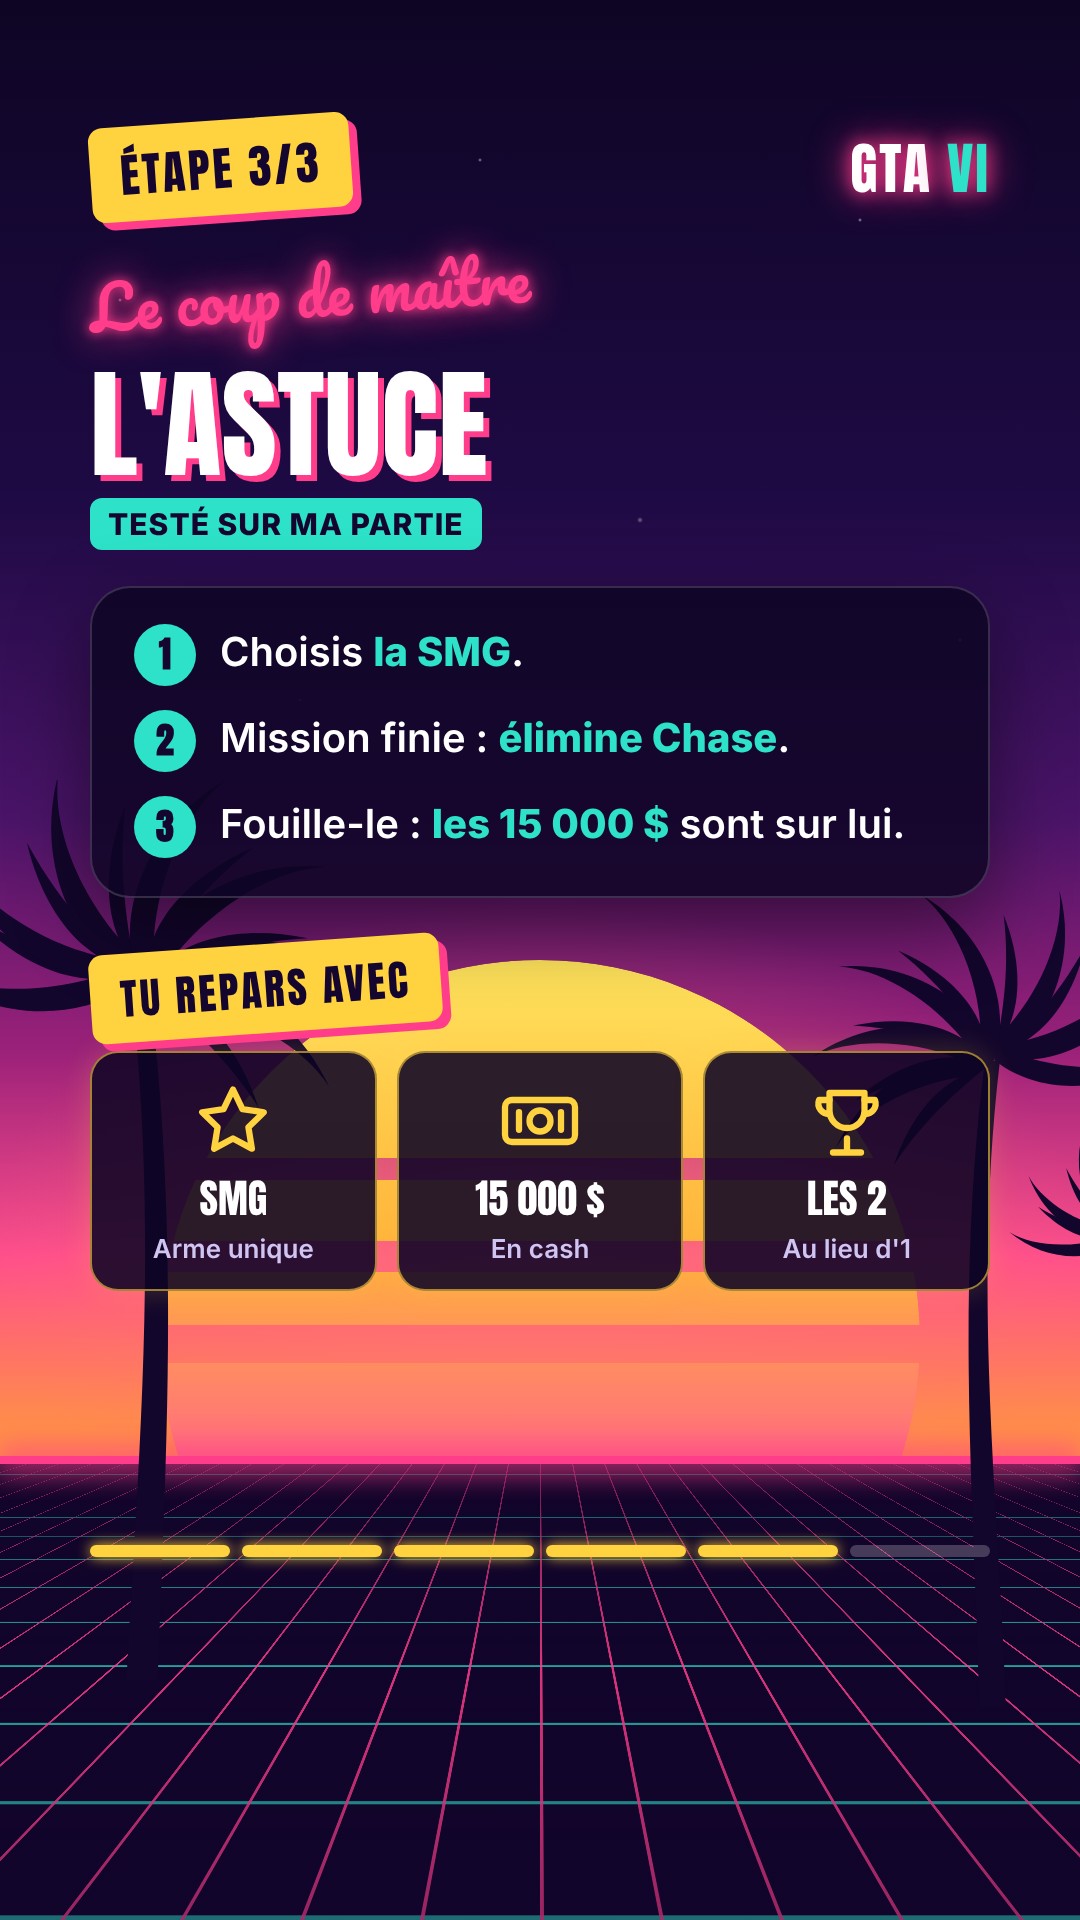 ÉTAPE 3/3
GTA VI
Le coup de maître
L'ASTUCE
TESTÉ SUR MA PARTIE
1 Choisis la SMG.
2 Mission finie : élimine Chase.
3 Fouille-le : les 15 000 $ sont sur lui.
TU REPARS AVEC
SMG
Arme unique
15 000 $
En cash
LES 2
Au lieu d'1